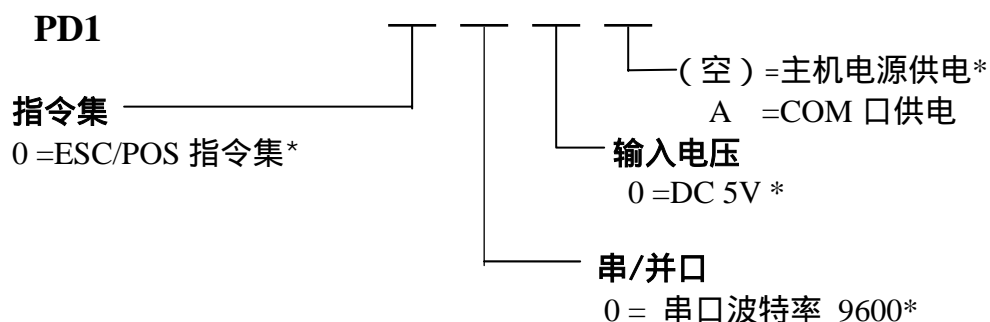 PD1
(空)=主机电源供电*
指令集
A =COM 口供电
0 =ESC/POS 指令集*
输入电压
0 =DC 5V *
串/并口
0 = 串口波特率 9600*